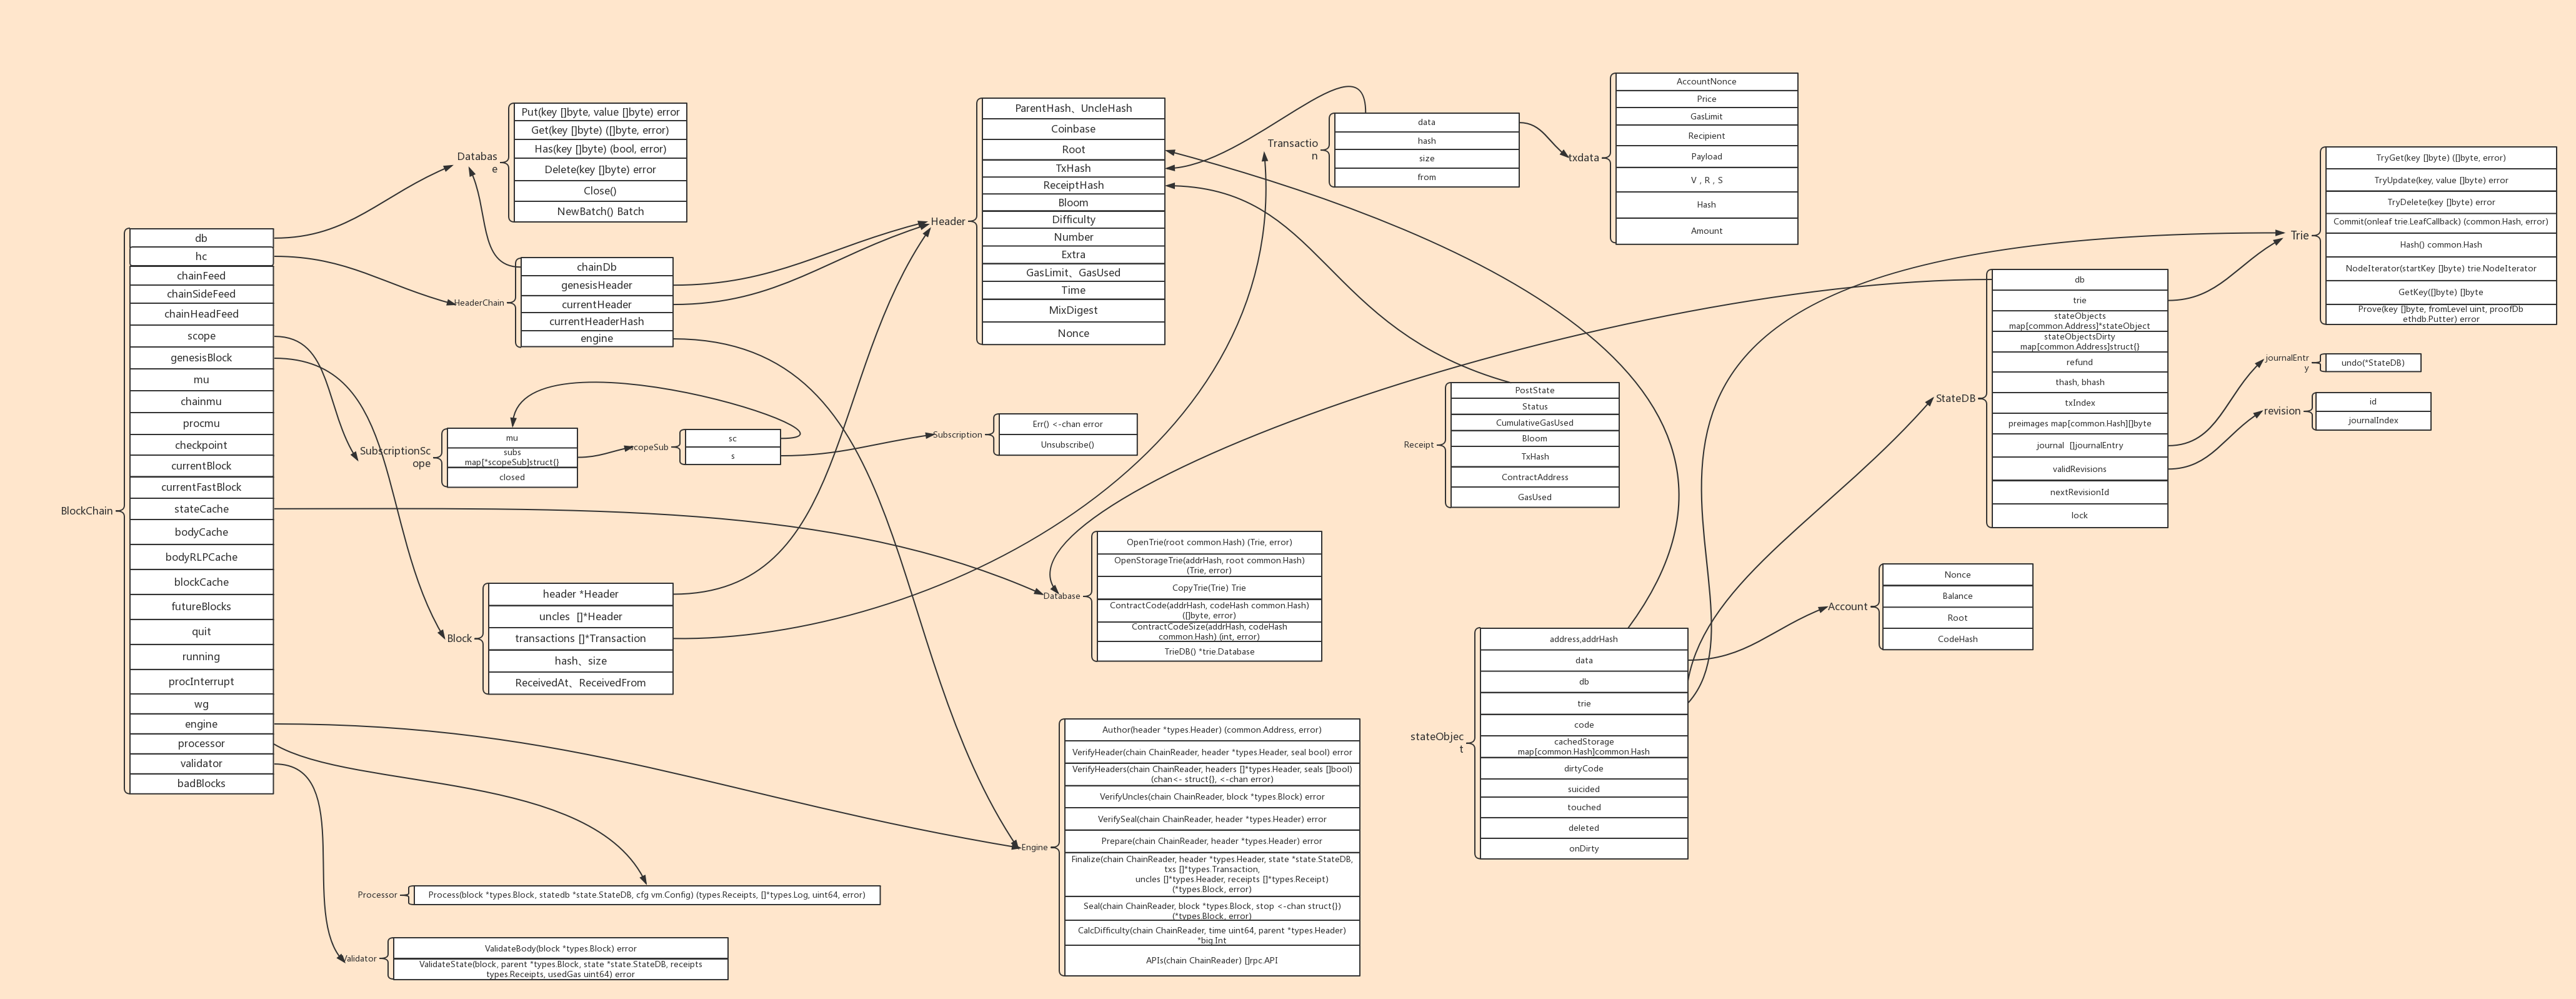 BlockChain
db
hc
chainFeed
chainSideFeed
chainHeadFeed
scope
genesisBlock
mu
chainmu
procmu
checkpoint
currentBlock
currentFastBlock
stateCache
bodyCache
bodyRLPCache
blockCache
futureBlocks
quit
running
procInterrupt
wg
engine
processor
validator
badBlocks
Databas
e
Put(key []byte, value []byte) error
Get(key []byte) ([]byte, error)
Has(key []byte) (bool, error)
Delete(key []byte) error
Close()
NewBatch() Batch
HeaderChain
chainDb
genesisHeader
currentHeader
currentHeaderHash
engine
SubscriptionSc
ope
mu
subs
map[*scopeSub]struct{}
closed
scopeSub
sc
s
Subscription
Err() <-chan error
Unsubscribe()
Block
header *Header
uncles  []*Header
transactions []*Transaction
hash、size
ReceivedAt、ReceivedFrom
Processor
Process(block *types.Block, statedb *state.StateDB, cfg vm.Config) (types.Receipts, []*types.Log, uint64, error)
Validator
ValidateBody(block *types.Block) error
ValidateState(block, parent *types.Block, state *state.StateDB, receipts
types.Receipts, usedGas uint64) error
Header
ParentHash、UncleHash
Coinbase
Root
TxHash
ReceiptHash
Bloom
Difficulty
Number
Extra
GasLimit、GasUsed
Time
MixDigest
Nonce
Transactio
n
data
hash
size
from
txdata
AccountNonce
Price
GasLimit
Recipient
Payload
V , R , S
Hash
Amount
Receipt
PostState
Status
CumulativeGasUsed
Bloom
TxHash
ContractAddress
GasUsed
Database
OpenTrie(root common.Hash) (Trie, error)
OpenStorageTrie(addrHash, root common.Hash)
(Trie, error)
CopyTrie(Trie) Trie
ContractCode(addrHash, codeHash common.Hash)
([]byte, error)
ContractCodeSize(addrHash, codeHash
common.Hash) (int, error)
TrieDB() *trie.Database
Engine
Author(header *types.Header) (common.Address, error)
VerifyHeader(chain ChainReader, header *types.Header, seal bool) error
VerifyHeaders(chain ChainReader, headers []*types.Header, seals []bool)
(chan<- struct{}, <-chan error)
VerifyUncles(chain ChainReader, block *types.Block) error
VerifySeal(chain ChainReader, header *types.Header) error
Prepare(chain ChainReader, header *types.Header) error
Finalize(chain ChainReader, header *types.Header, state *state.StateDB,
txs []*types.Transaction,
uncles []*types.Header, receipts []*types.Receipt)
(*types.Block, error)
Seal(chain ChainReader, block *types.Block, stop <-chan struct{})
(*types.Block, error)
CalcDifficulty(chain ChainReader, time uint64, parent *types.Header)
*big.Int
APIs(chain ChainReader) []rpc.API
stateObjec
t
address,addrHash
data
db
trie
code
cachedStorage
map[common.Hash]common.Hash
dirtyCode
suicided
touched
deleted
onDirty
Account
Nonce
Balance
Root
CodeHash
StateDB
db
trie
stateObjects
map[common.Address]*stateObject
stateObjectsDirty
map[common.Address]struct{}
refund
thash, bhash
txIndex
preimages map[common.Hash][]byte
journal  []journalEntry
validRevisions
nextRevisionId
lock
Trie
TryGet(key []byte) ([]byte, error)
TryUpdate(key, value []byte) error
TryDelete(key []byte) error
Commit(onleaf trie.LeafCallback) (common.Hash, error)
Hash() common.Hash
NodeIterator(startKey []byte) trie.NodeIterator
GetKey([]byte) []byte
Prove(key []byte, fromLevel uint, proofDb
ethdb.Putter) error
journalEntr
y
undo(*StateDB)
revision
id
journalIndex